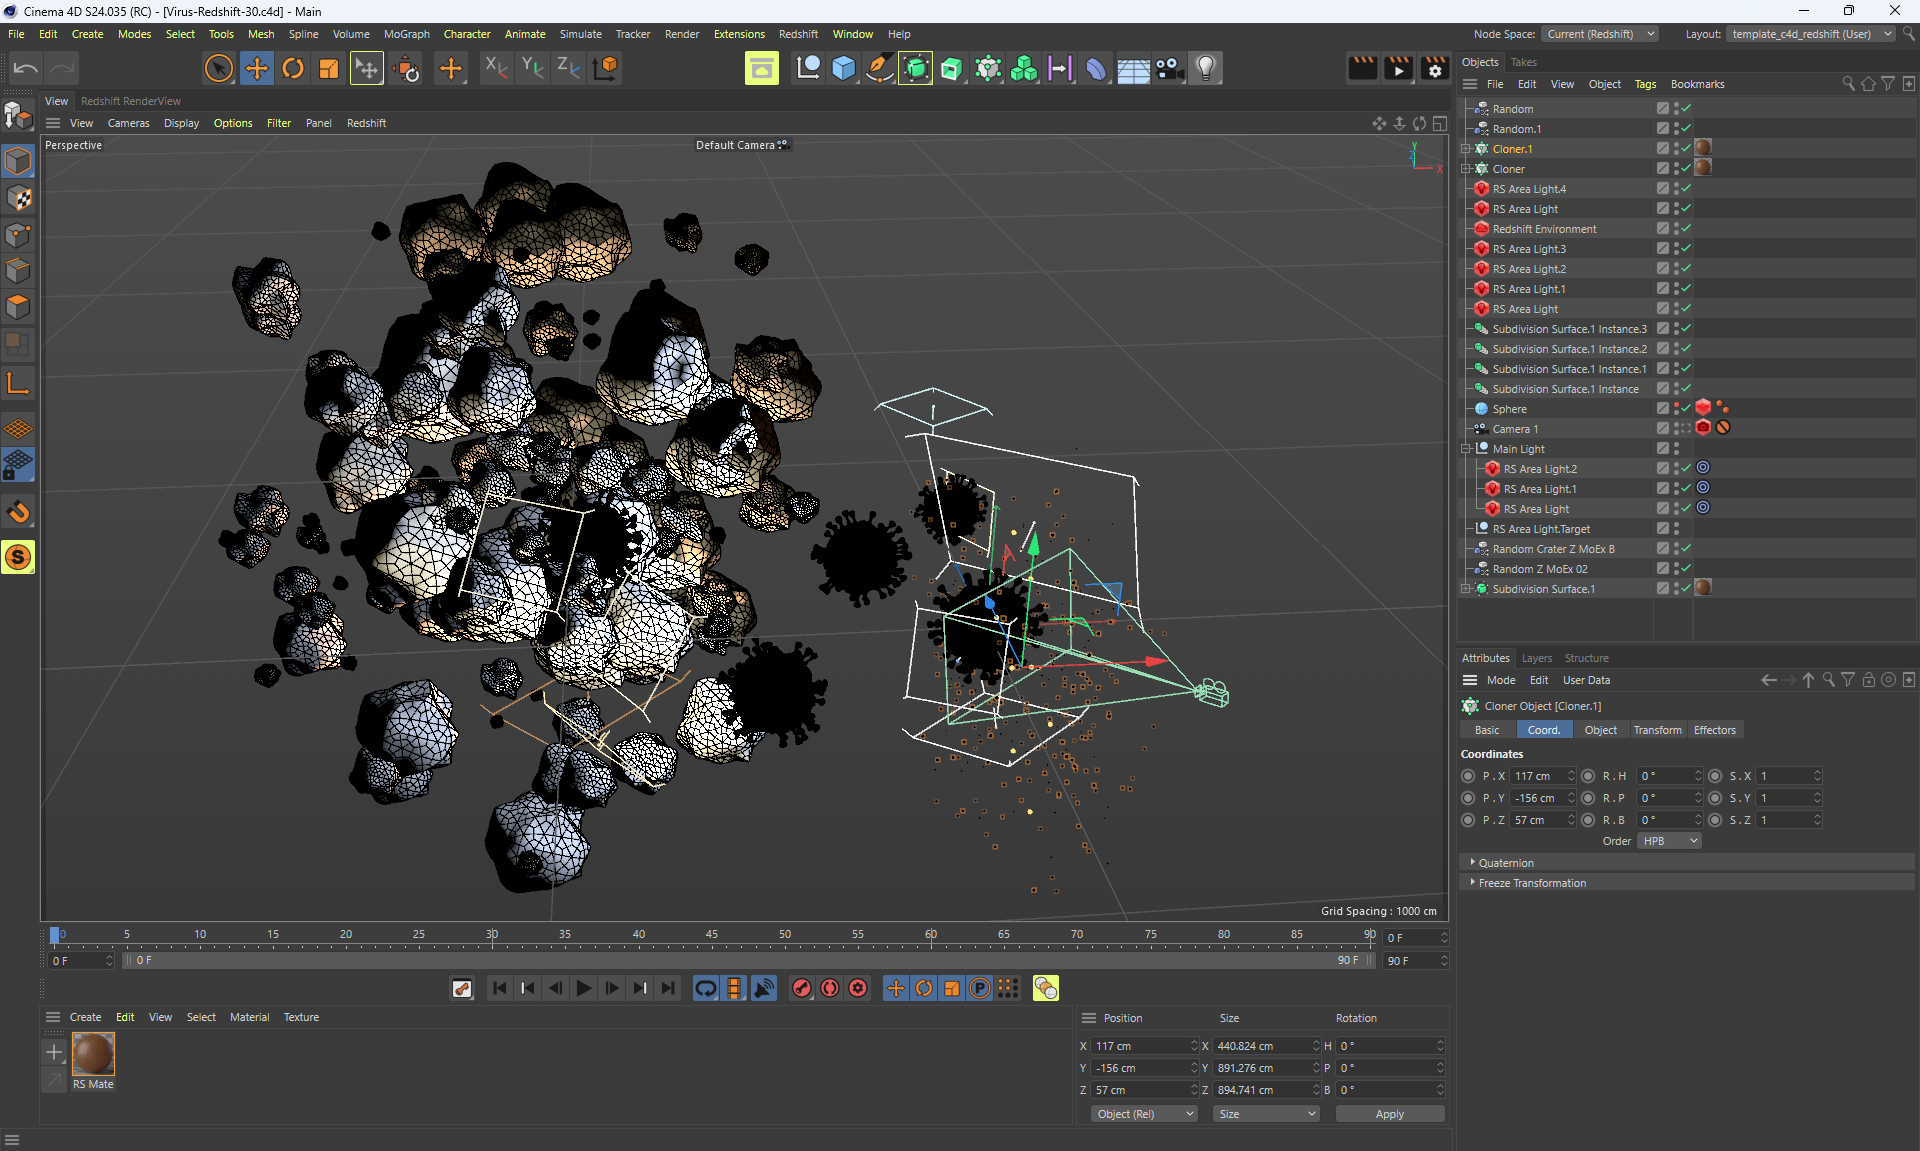 Cinema 4D S24.035 (RC) - [Virus-Redshift-30.c4d] - Main
File Edit Create Modes Select Tools Mesh Spline Volume MoGraph Character Animate Simulate Tracker Render Extensions Redshift Window Help
Node Space: Current (Redshift) Layout: template_c4d_redshift (User)
View Redshift RenderView
View Cameras Display Options Filter Panel Redshift
Perspective
Default Camera
Y
Z
X
Grid Spacing : 1000 cm
0 5 10 15 20 25 30 35 40 45 50 55 60 65 70 75 80 85 90 0 F
0 F 0 F 90 F 90 F
Create Edit View Select Material Texture
RS Mate
Position Size Rotation
X 117 cm X 440.824 cm H 0 °
Y -156 cm Y 891.276 cm P 0 °
Z 57 cm Z 894.741 cm B 0 °
Object (Rel) Size Apply
Objects Takes
File Edit View Object Tags Bookmarks
Random
Random.1
Cloner.1
Cloner
RS Area Light.4
RS Area Light
Redshift Environment
RS Area Light.3
RS Area Light.2
RS Area Light.1
RS Area Light
Subdivision Surface.1 Instance.3
Subdivision Surface.1 Instance.2
Subdivision Surface.1 Instance.1
Subdivision Surface.1 Instance
Sphere
Camera 1
Main Light
RS Area Light.2
RS Area Light.1
RS Area Light
RS Area Light.Target
Random Crater Z MoEx B
Random Z MoEx 02
Subdivision Surface.1
Attributes Layers Structure
Mode Edit User Data
Cloner Object [Cloner.1]
Basic Coord. Object Transform Effectors
Coordinates
P . X 117 cm R . H 0 ° S . X 1
P . Y -156 cm R . P 0 ° S . Y 1
P . Z 57 cm R . B 0 ° S . Z 1
Order HPB
Quaternion
Freeze Transformation